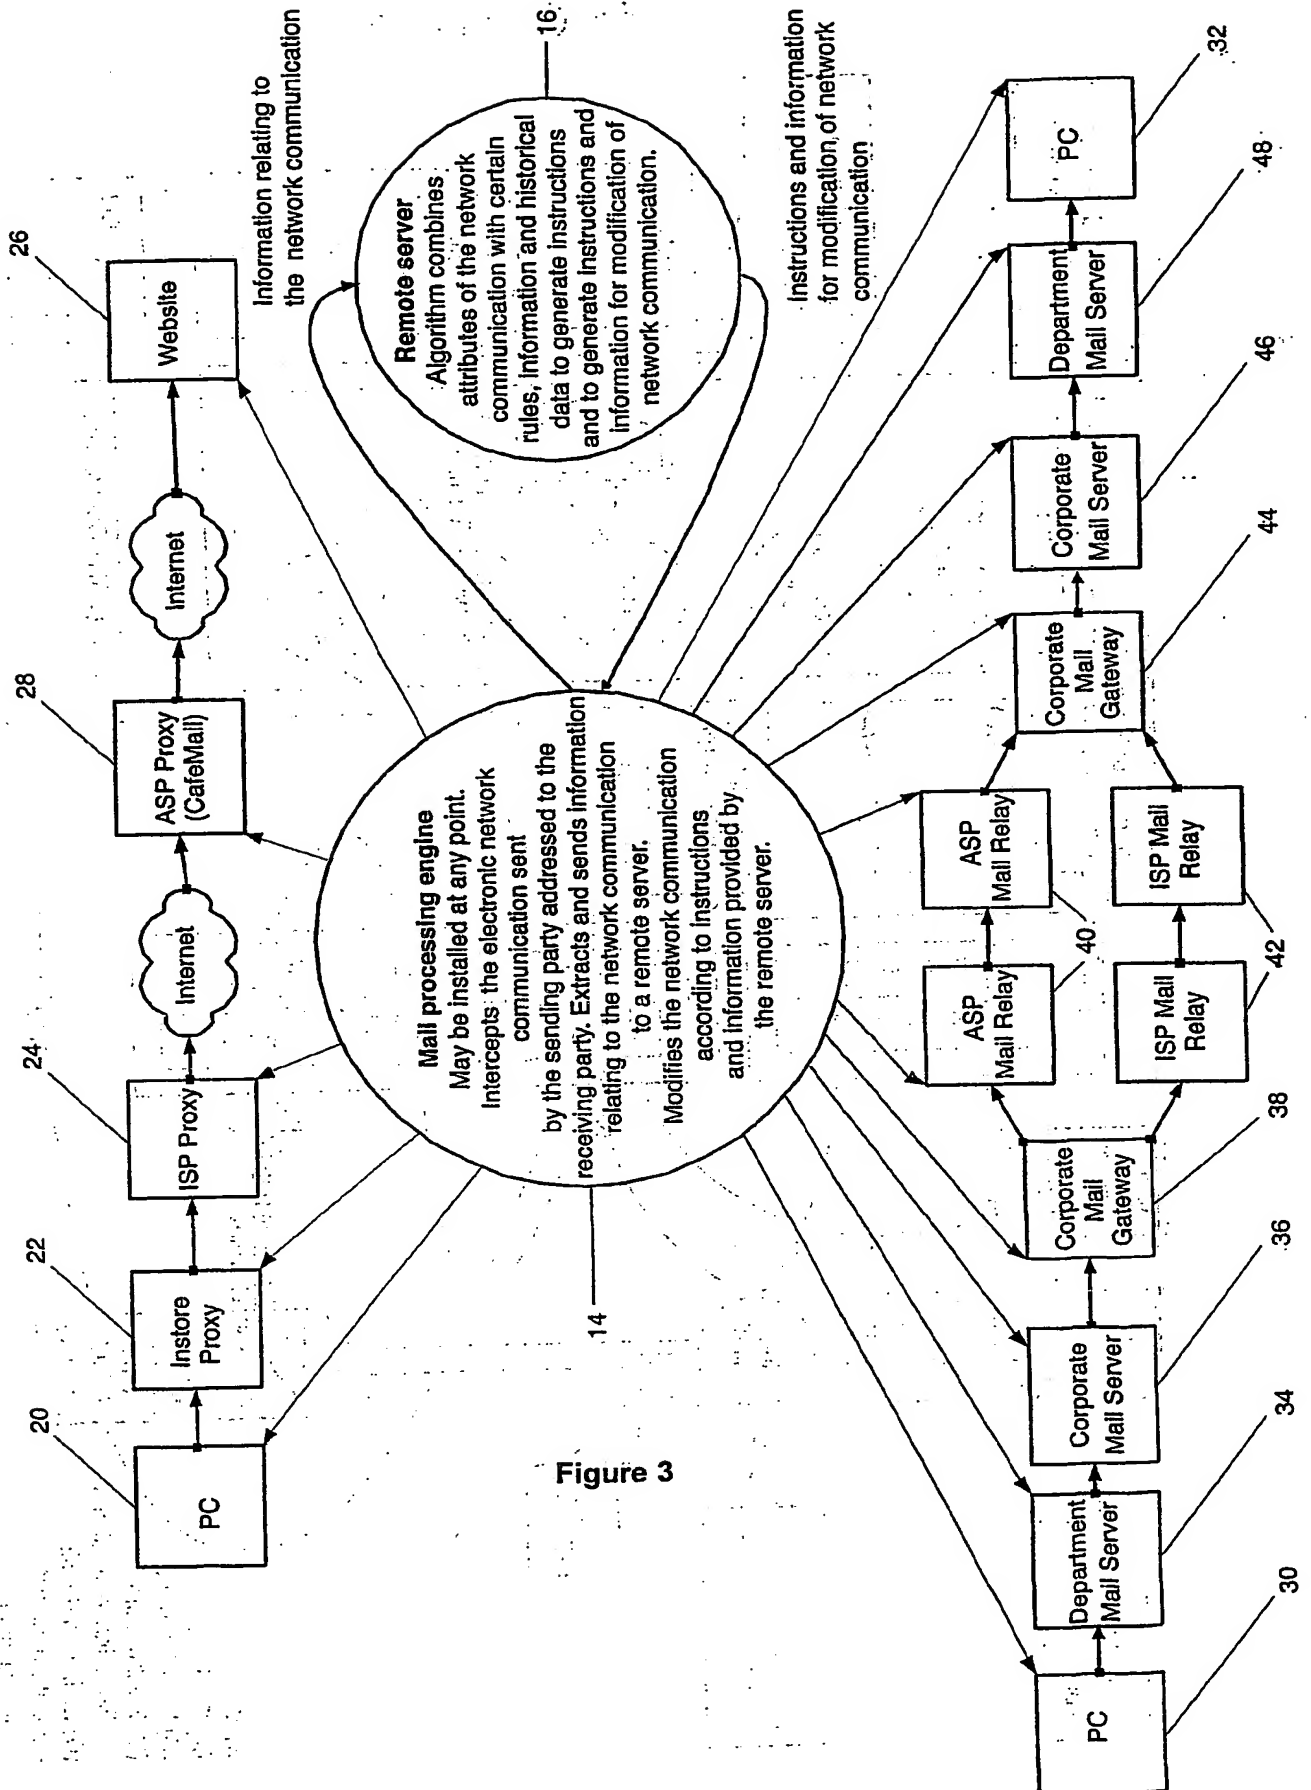 20
PC
22
Instore
Proxy
24
ISP Proxy
Internet
28
ASP Proxy
(CafeMail)
Internet
26
Website
Information relating to
the network communication
Remote server
Algorithm combines
attributes of the network
communication with certain
rules, information and historical
data to generate instructions
and to generate instructions and
information for modification of
network communication.
16
Instructions and information
for modification of network
communication
Mail processing engine
May be installed at any point.
Intercepts the electronic network
communication sent
by the sending party addressed to the
receiving party. Extracts and sends information
relating to the network communication
to a remote server.
Modifies the network communication
according to instructions
and information provided by
the remote server.
14
Figure 3
PC
30
Department
Mail Server
34
Corporate
Mail Server
36
Corporate
Mail
Gateway
38
ASP
Mail Relay
40
ASP
Mail Relay
ISP Mail
Relay
42
ISP Mail
Relay
Corporate
Mail
Gateway
44
Corporate
Mail Server
46
Department
Mail Server
48
PC
32